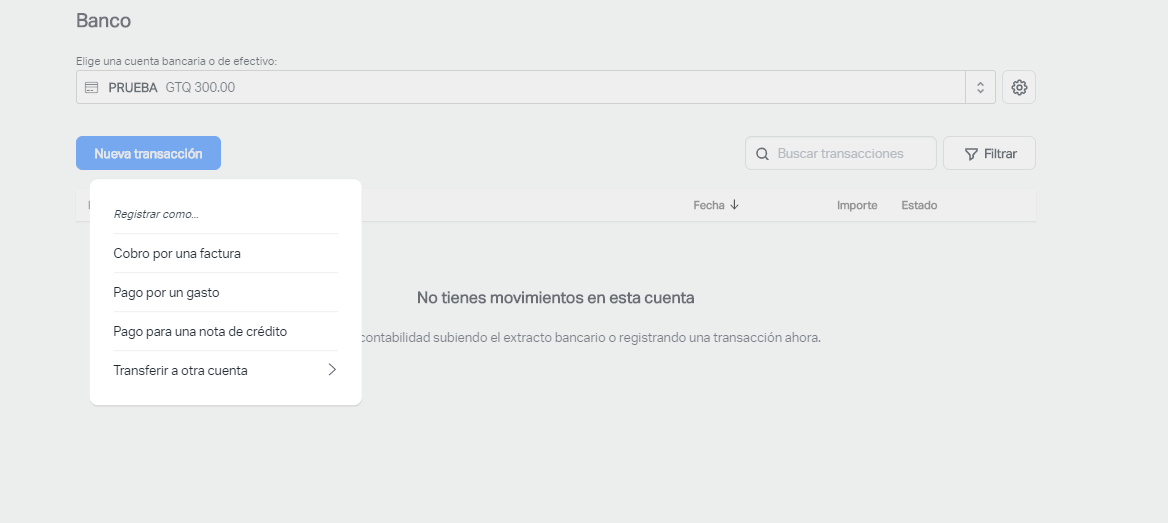 Banco
Elige una cuenta bancaria o de efectivo:
PRUEBA GTQ 300.00
Nueva transacción
Buscar transacciones
Filtrar
Fecha
Importe
Estado
Registrar como...
Cobro por una factura
Pago por un gasto
Pago para una nota de crédito
Transferir a otra cuenta
No tienes movimientos en esta cuenta
contabilidad subiendo el extracto bancario o registrando una transacción ahora.